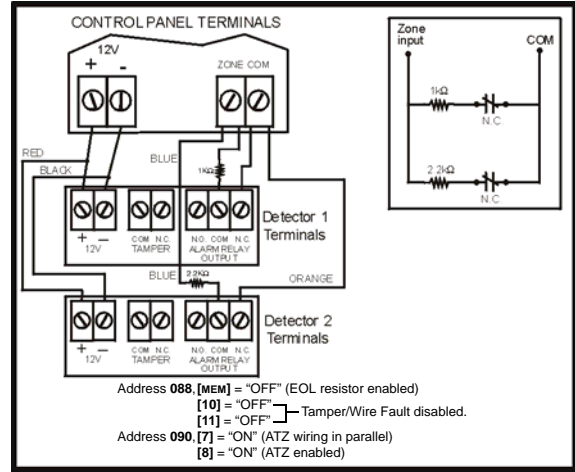 CONTROL PANEL TERMINALS
12V
+ -
ZONE COM
Zone input
COM
1kΩ
N.C
2.2kΩ
N.C
RED
BLACK
BLUE
1KΩ
Detector 1 Terminals
+ -
12V
COM N.C.
TAMPER
N.O. COM N.C.
ALARM RELAY
OUTPUT
BLUE
2.2KΩ
ORANGE
Detector 2 Terminals
+ -
12V
COM N.C.
TAMPER
N.O. COM N.C.
ALARM RELAY
OUTPUT
Address 088, [MEM] = “OFF” (EOL resistor enabled)
[10] = “OFF”
[11] = “OFF”
Tamper/Wire Fault disabled.
Address 090, [7] = “ON” (ATZ wiring in parallel)
[8] = “ON” (ATZ enabled)